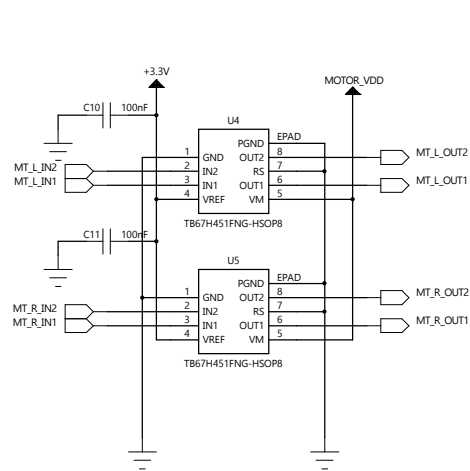 +3.3V
MOTOR_VDD
C10 100nF
U4
PGND EPAD
1 GND OUT2 8 MT_L_OUT2
MT_L_IN2 2 IN2 RS 7
MT_L_IN1 3 IN1 OUT1 6 MT_L_OUT1
4 VREF VM 5
TB67H451FNG-HSOP8
C11 100nF
U5
PGND EPAD
1 GND OUT2 8 MT_R_OUT2
MT_R_IN2 2 IN2 RS 7
MT_R_IN1 3 IN1 OUT1 6 MT_R_OUT1
4 VREF VM 5
TB67H451FNG-HSOP8